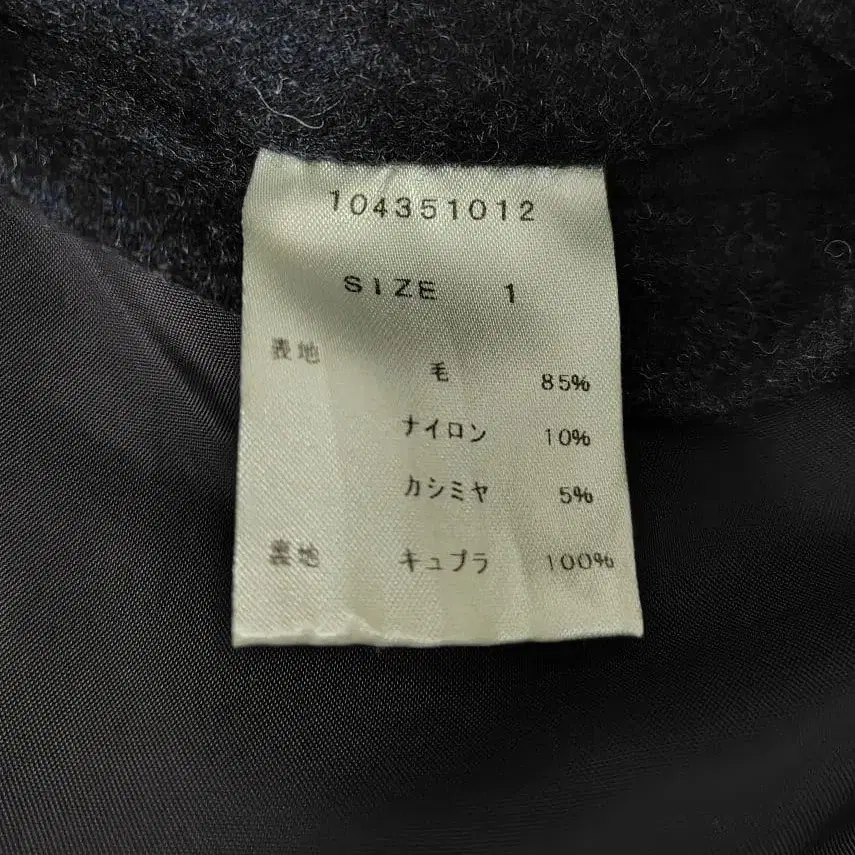 104351012
SIZE 1
表地 毛 85%
ナイロン 10%
カシミヤ 5%
裏地 キュプラ 100%